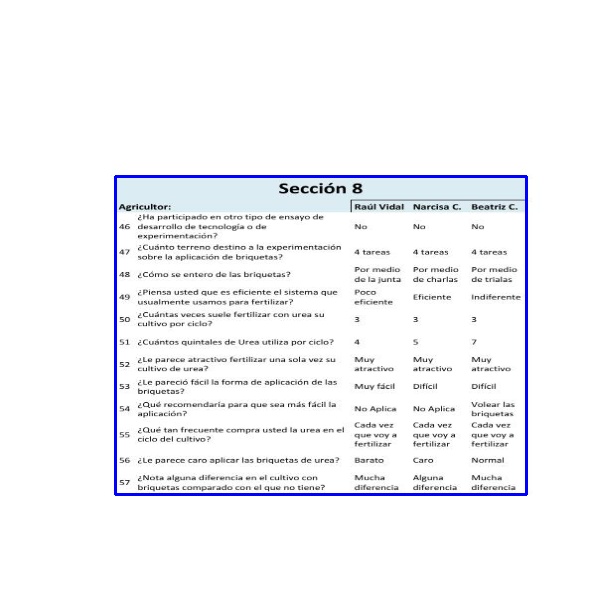 Sección 8
Agricultor: Raúl Vidal Narcisa C. Beatriz C.
46 ¿Ha participado en otro tipo de ensayo de desarrollo de tecnología o de experimentación? No No No
47 ¿Cuánto terreno destino a la experimentación sobre la aplicación de briquetas? 4 tareas 4 tareas 4 tareas
48 ¿Cómo se entero de las briquetas? Por medio de la junta Por medio de charlas Por medio de trialas
49 ¿Piensa usted que es eficiente el sistema que usualmente usamos para fertilizar? Poco eficiente Eficiente Indiferente
50 ¿Cuántas veces suele fertilizar con urea su cultivo por ciclo? 3 3 3
51 ¿Cuántos quintales de Urea utiliza por ciclo? 4 5 7
52 ¿Le parece atractivo fertilizar una sola vez su cultivo de urea? Muy atractivo Muy atractivo Muy atractivo
53 ¿Le pareció fácil la forma de aplicación de las briquetas? Muy fácil Difícil Difícil
54 ¿Qué recomendaría para que sea más fácil la aplicación? No Aplica No Aplica Volear las briquetas
55 ¿Qué tan frecuente compra usted la urea en el ciclo del cultivo? Cada vez que voy a fertilizar Cada vez que voy a fertilizar Cada vez que voy a fertilizar
56 ¿Le parece caro aplicar las briquetas de urea? Barato Caro Normal
57 ¿Nota alguna diferencia en el cultivo con briquetas comparado con el que no tiene? Mucha diferencia Alguna diferencia Mucha diferencia